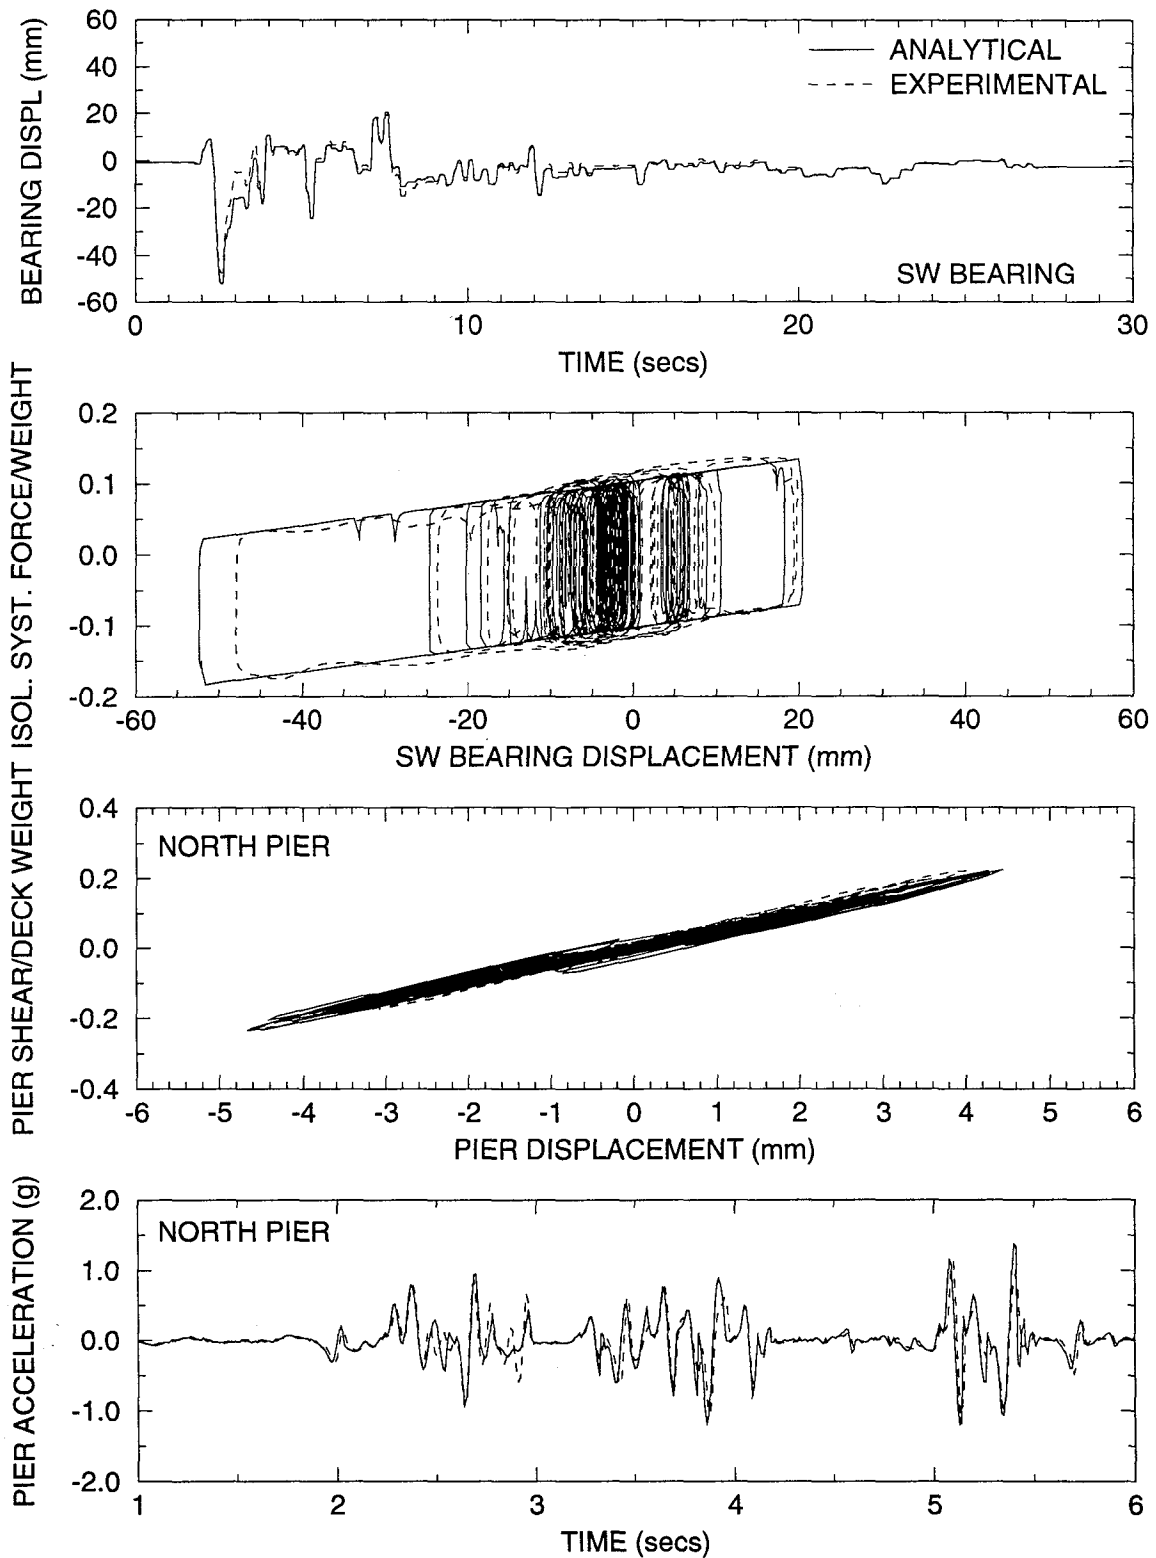 BEARING DISPL (mm)
60
40
20
0
-20
-40
-60
ANALYTICAL
EXPERIMENTAL
SW BEARING
0 10 20 30
TIME (secs)
ISOL. SYST. FORCE/WEIGHT
0.2
0.1
0.0
-0.1
-0.2
-60 -40 -20 0 20 40 60
SW BEARING DISPLACEMENT (mm)
PIER SHEAR/DECK WEIGHT
0.4
0.2
0.0
-0.2
-0.4
NORTH PIER
-6 -5 -4 -3 -2 -1 0 1 2 3 4 5 6
PIER DISPLACEMENT (mm)
PIER ACCELERATION (g)
2.0
1.0
0.0
-1.0
-2.0
NORTH PIER
1 2 3 4 5 6
TIME (secs)